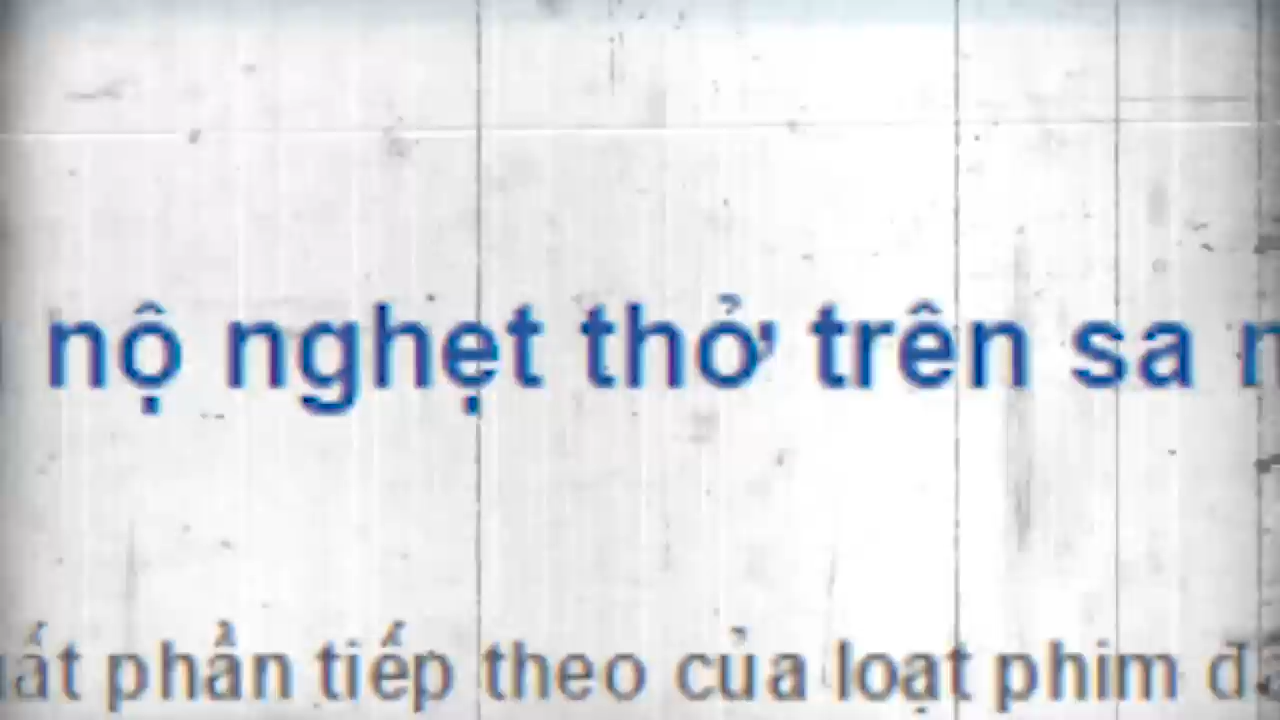 nộ nghẹt thở trên sa
phần tiếp theo của loạt phim